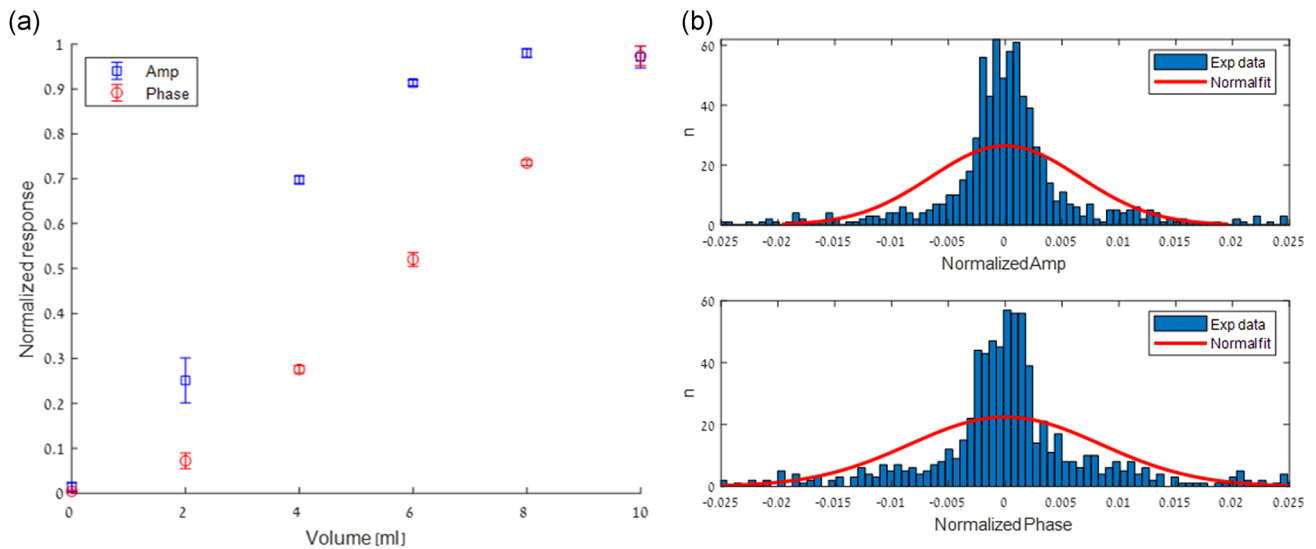 (a)
1
0.9
0.8
0.7
0.6
0.5
0.4
0.3
0.2
0.1
0
Normalized response
Amp
Phase
0 2 4 6 8 10
Volume [ml]
(b)
60
40
20
0
n
Exp data
Normalfit
-0.025 -0.02 -0.015 -0.01 -0.005 0 0.005 0.01 0.015 0.02 0.025
NormalizedAmp
60
40
20
0
n
Exp data
Normalfit
-0.025 -0.02 -0.015 -0.01 -0.005 0 0.005 0.01 0.015 0.02 0.025
Normalized Phase